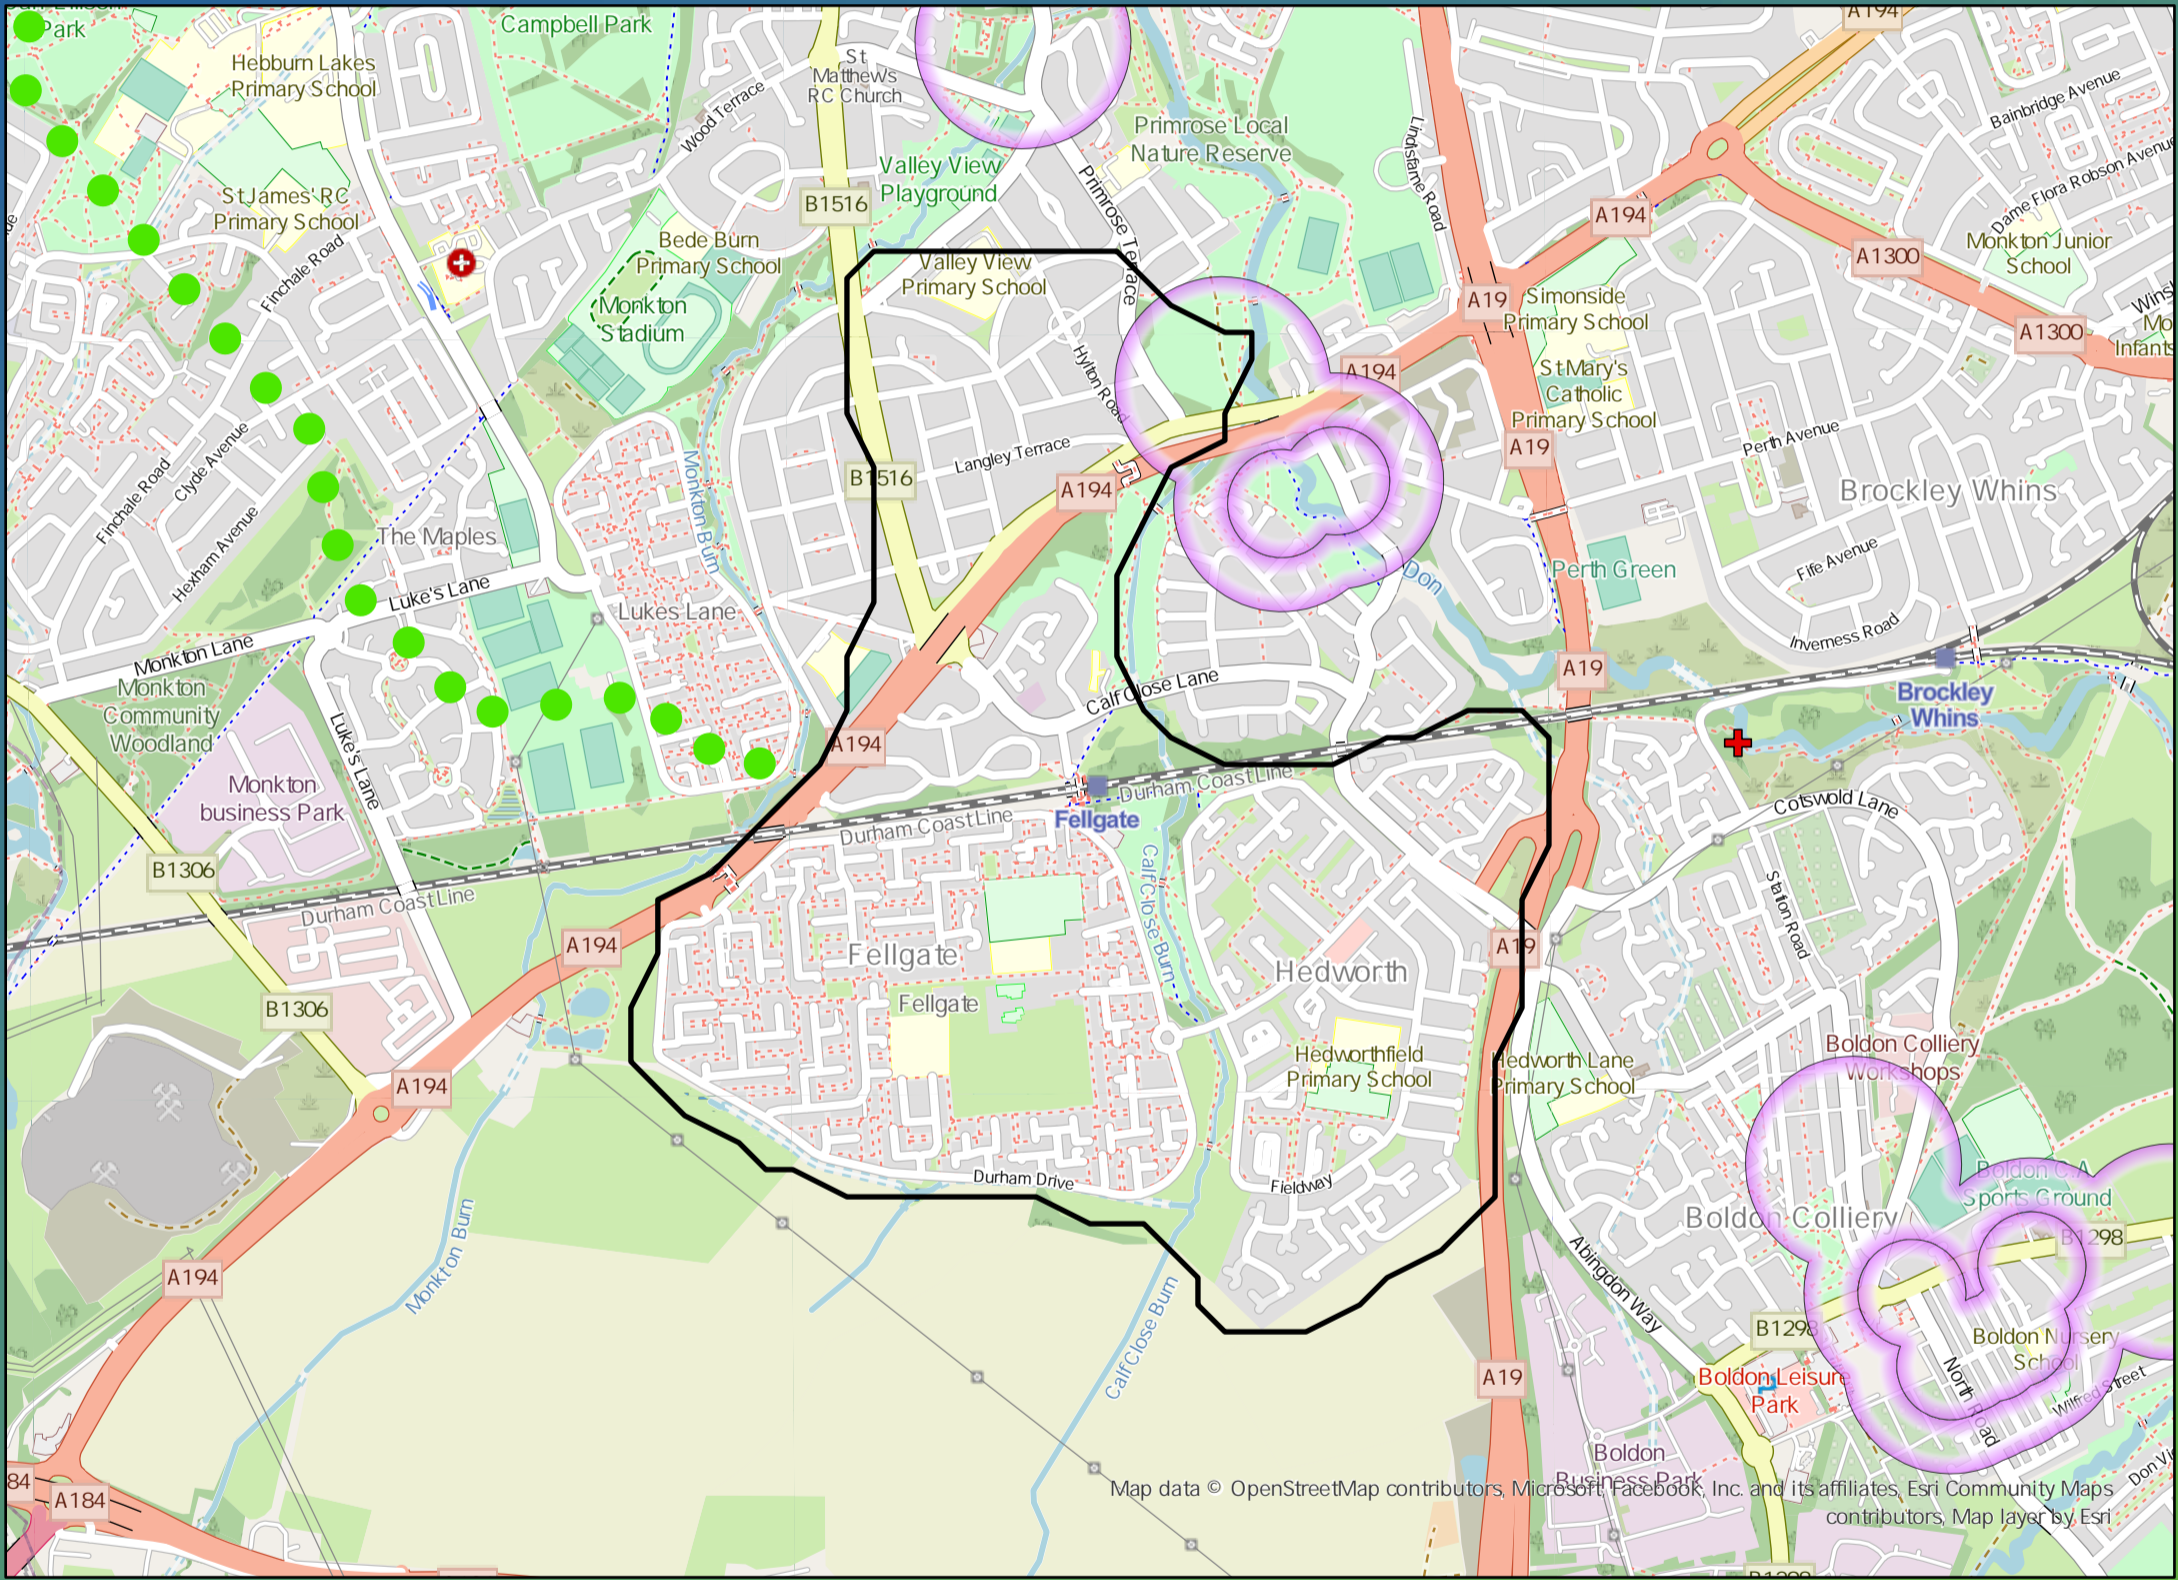 Park
Campbell Park
A194
Hebburn Lakes
Primary School
St
Matthew's
RC Church
Wood Terrace
Bainbridge Avenue
Primrose Local
Nature Reserve
Lindisfarne Road
Valley View
Playground
St James' RC
Primary School
B1516
Primrose Terrace
A194
Dame Flora Robson Avenue
Bede Burn
Primary School
Finchale Road
Valley View
Primary School
A1300
Monkton Junior
School
Monkton
Stadium
A19
Simonside
Primary School
A1300
Infants
Hylton Road
A194
St Mary's
Catholic
Primary School
Clyde Avenue
Finchale Road
Langley Terrace
A19
Perth Avenue
B1516
A194
Brockley Whins
Monkton Burn
Hexham Avenue
The Maples
Luke's Lane
Lukes Lane
Don
Perth Green
Fife Avenue
Inverness Road
Monkton Lane
A19
Calf Close Lane
Monkton
Community
Woodland
Brockley
Whins
Luke's Lane
A194
Monkton
business Park
Durham Coast Line
Fellgate
Durham Coast Line
Cotswold Lane
B1306
Calf Close Burn
Durham Coast Line
Staiton Road
A194
Fellgate
A19
Hedworth
Fellgate
B1306
Hedworthfield
Primary School
Hedworth Lane
Primary School
Boldon Colliery
Workshops
A194
Durham Drive
Fieldway
Boldon C.A
Sports Ground
Boldon Colliery
B1298
Monkton Burn
A194
Calf Close Burn
Abingdon Way
B1298
Boldon Nursery
School
A19
Boldon Leisure
Park
North Road
Wilfred Street
Boldon
Business Park
84
A184
Map data © OpenStreetMap contributors, Microsoft, Facebook, Inc. and its affiliates, Esri Community Maps
contributors, Map layer by Esri